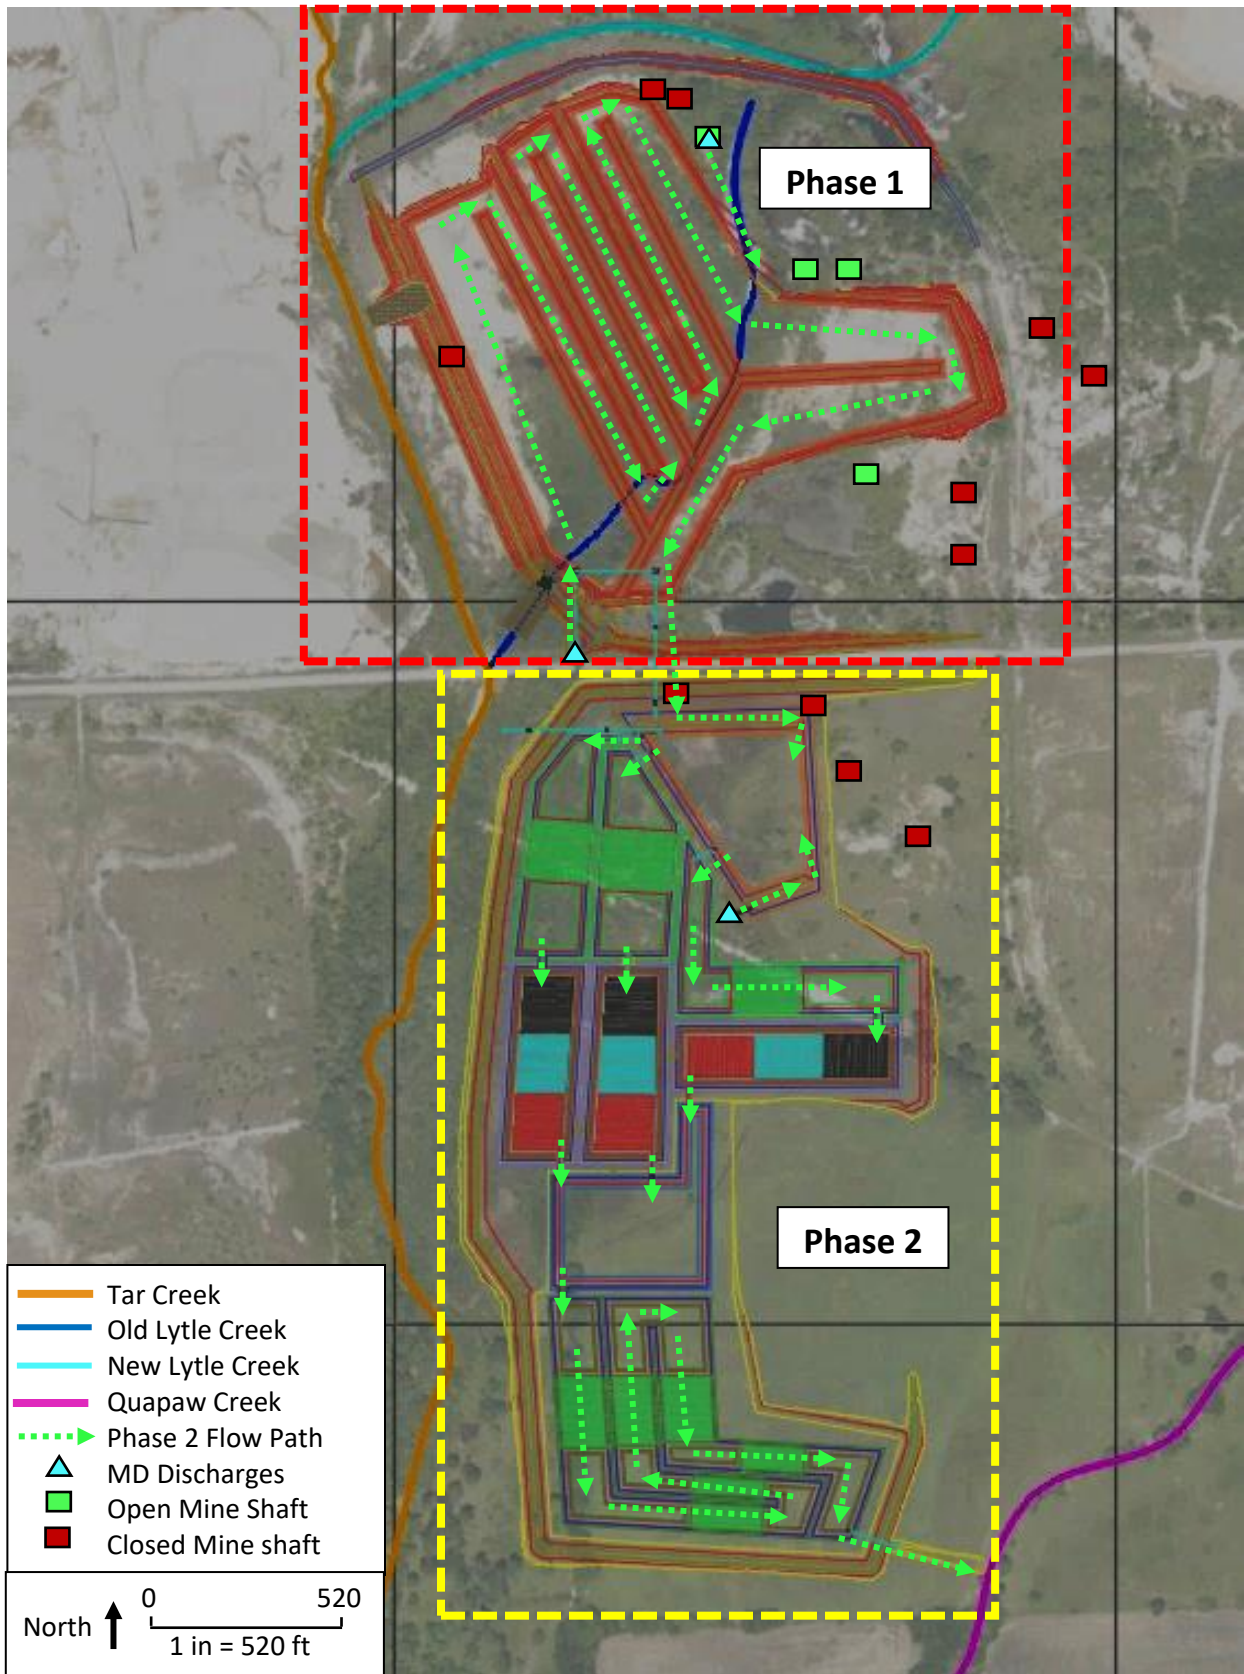 Phase 1
Phase 2
Tar Creek
Old Lytle Creek
New Lytle Creek
Quapaw Creek
Phase 2 Flow Path
MD Discharges
Open Mine Shaft
Closed Mine shaft
North
0 520
1 in = 520 ft